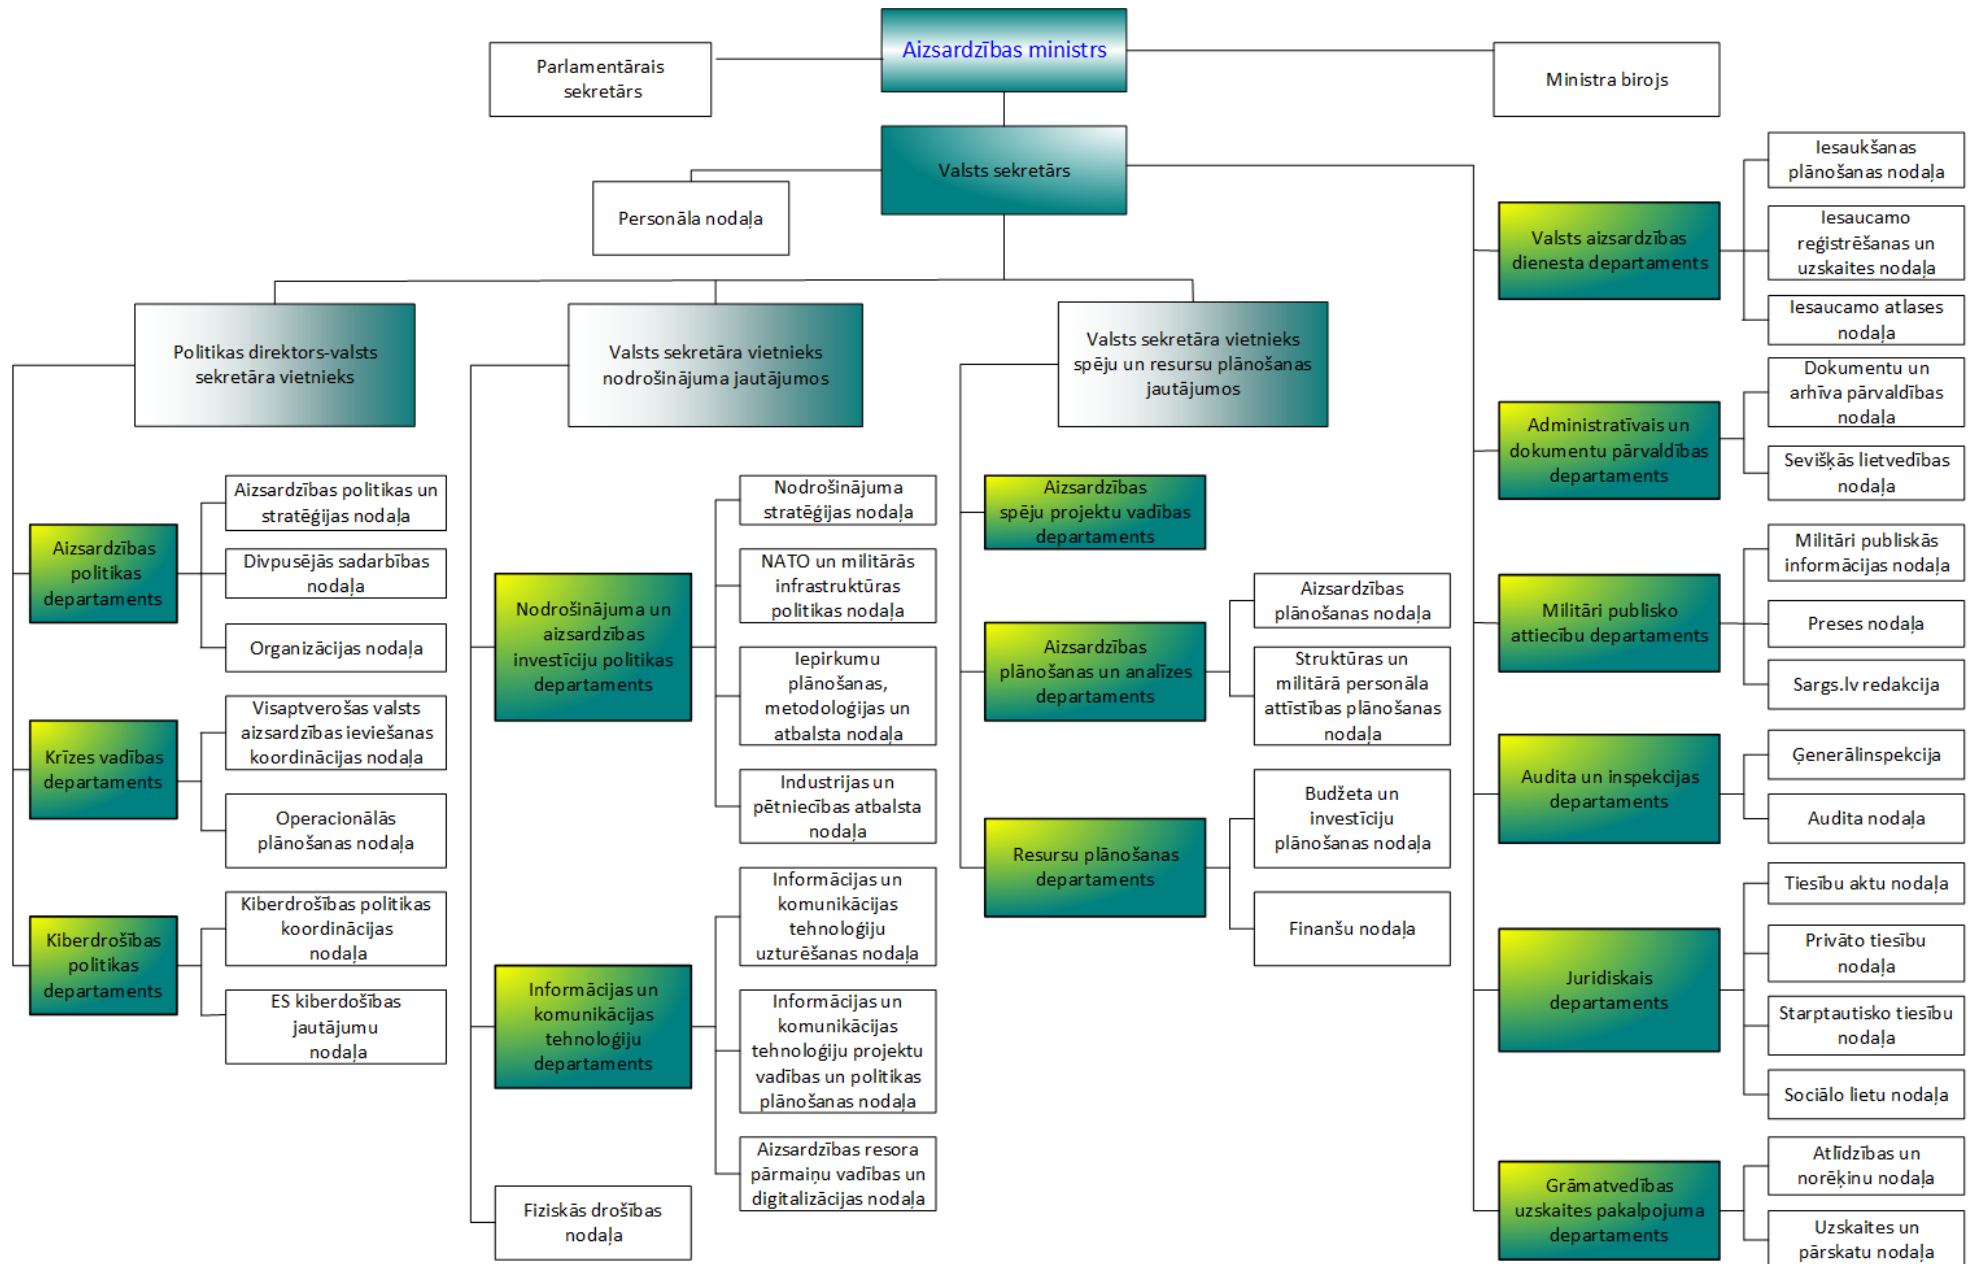 Aizsardzības ministrs
Parlamentārais
sekretārs
Ministra birojs
Valsts sekretārs
Personāla nodaļa
Politikas direktors-valsts
sekretāra vietnieks
Aizsardzības
politikas
departaments
Aizsardzības politikas un
stratēģijas nodaļa
Divpusējās sadarbības
nodaļa
Organizācijas nodaļa
Krīzes vadības
departaments
Visaptverošas valsts
aizsardzības ieviešanas
koordinācijas nodaļa
Operacionālās
plānošanas nodaļa
Kiberdrošības
politikas
departaments
Kiberdrošības politikas
koordinācijas
nodaļa
ES kiberdošības
jautājumu
nodaļa
Valsts sekretāra vietnieks
nodrošinājuma jautājumos
Nodrošinājuma un
aizsardzības
investīciju politikas
departaments
Nodrošinājuma
stratēģijas nodaļa
NATO un militārās
infrastruktūras
politikas nodaļa
Iepirkumu
plānošanas,
metodoloģijas un
atbalsta nodaļa
Industrijas un
pētniecības atbalsta
nodaļa
Informācijas un
komunikācijas
tehnoloģiju
departaments
Informācijas un
komunikācijas
tehnoloģiju
uzturēšanas nodaļa
Informācijas un
komunikācijas
tehnoloģiju projektu
vadības un politikas
plānošanas nodaļa
Aizsardzības resora
pārmaiņu vadības un
digitalizācijas nodaļa
Fiziskās drošības
nodaļa
Valsts sekretāra vietnieks
spēju un resursu plānošanas
jautājumos
Aizsardzības
spēju projektu vadības
departaments
Aizsardzības
plānošanas un analīzes
departaments
Aizsardzības
plānošanas nodaļa
Struktūras un
militārā personāla
attīstības plānošanas
nodaļa
Resursu plānošanas
departaments
Budžeta un
investīciju
plānošanas nodaļa
Finanšu nodaļa
Valsts aizsardzības
dienesta departaments
Iesaukšanas
plānošanas nodaļa
Iesaucamo
reģistrēšanas un
uzskaites nodaļa
Iesaucamo atlases
nodaļa
Administratīvais un
dokumentu pārvaldības
departaments
Dokumentu un
arhīva pārvaldības
nodaļa
Sevišķās lietvedības
nodaļa
Militāri publisko
attiecību departaments
Militāri publiskās
informācijas nodaļa
Preses nodaļa
Sargs.lv redakcija
Audita un inspekcijas
departaments
Ģenerālinspekcija
Audita nodaļa
Juridiskais
departaments
Tiesību aktu nodaļa
Privāto tiesību
nodaļa
Starptautisko tiesību
nodaļa
Sociālo lietu nodaļa
Grāmatvedības
uzskaites pakalpojuma
departaments
Atlīdzības un
norēķinu nodaļa
Uzskaites un
pārskatu nodaļa